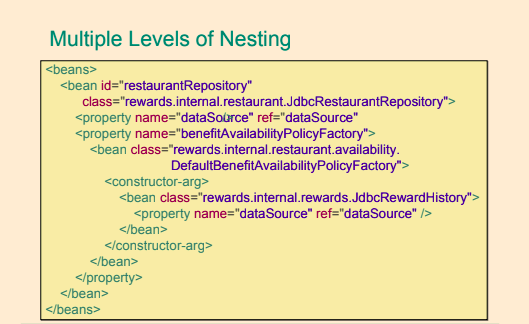 Multiple Levels of Nesting
<beans>
<bean id="restaurantRepository"
class="rewards.internal.restaurant.JdbcRestaurantRepository">
<property name="dataSource" ref="dataSource" />
<property name="benefitAvailabilityPolicyFactory">
<bean class="rewards.internal.restaurant.availability.
DefaultBenefitAvailabilityPolicyFactory">
<constructor-arg>
<bean class="rewards.internal.rewards.JdbcRewardHistory">
<property name="dataSource" ref="dataSource" />
</bean>
</constructor-arg>
</bean>
</property>
</bean>
</beans>